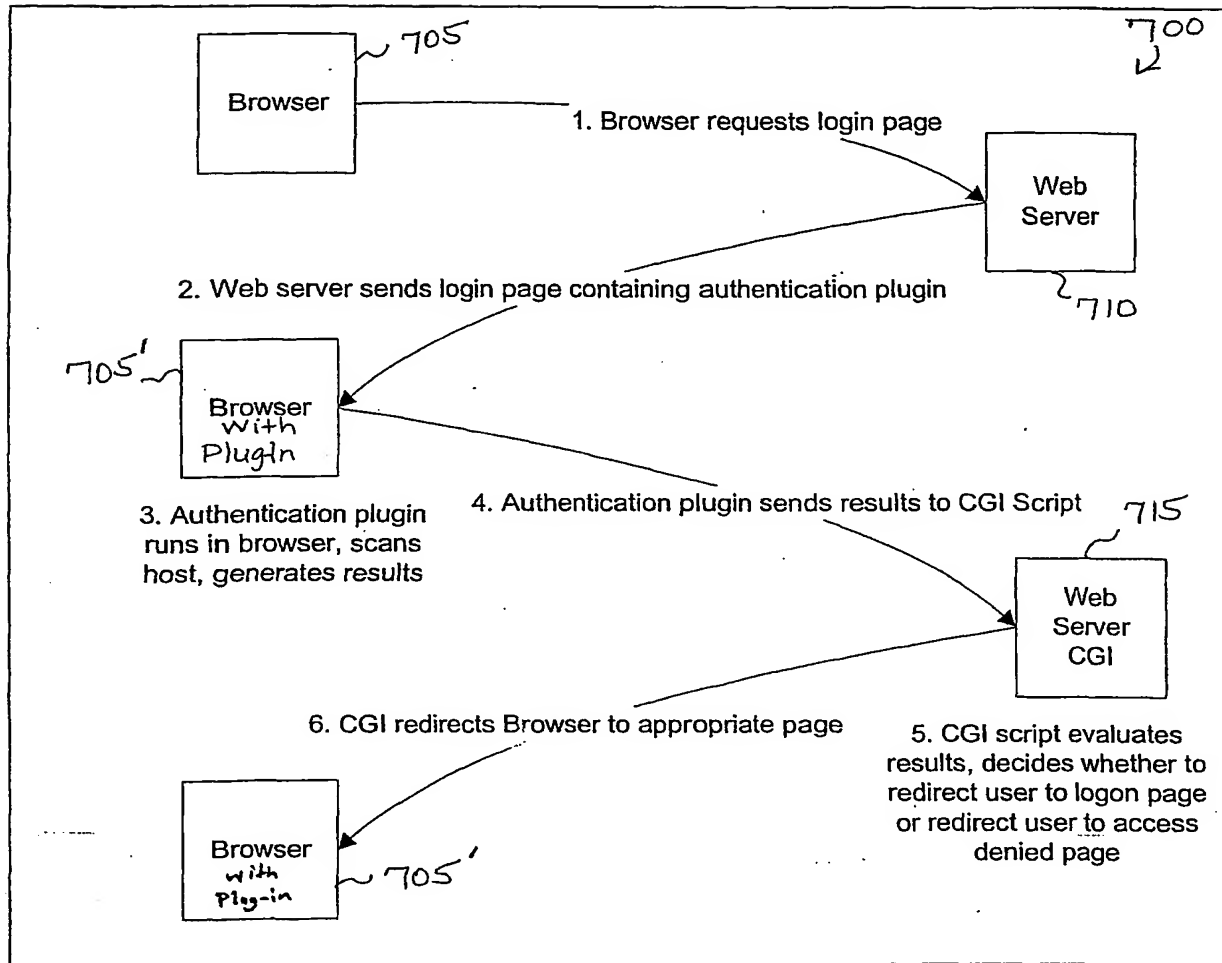 705
700
Browser
1. Browser requests login page
Web
Server
2. Web server sends login page containing authentication plugin
710
705'
Browser
with
PlugIn
3. Authentication plugin
runs in browser, scans
host, generates results
4. Authentication plugin sends results to CGI Script
715
Web
Server
CGI
6. CGI redirects Browser to appropriate page
5. CGI script evaluates
results, decides whether to
redirect user to logon page
or redirect user to access
denied page
Browser
with
Plug-in
705'